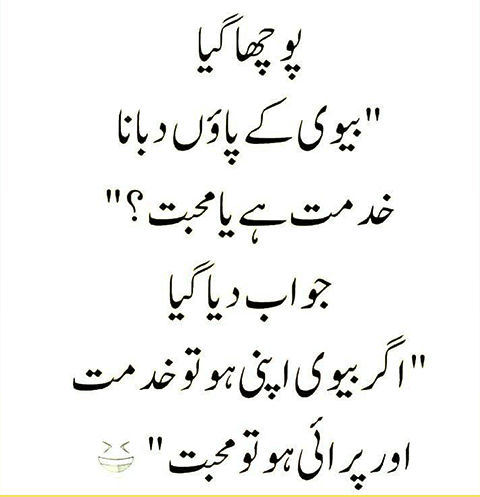 پوچھا گیا
"بیوی کے پاؤں دبانا
خدمت ہے یا محبت؟"
جواب دیا گیا
"اگر بیوی اپنی ہو تو خدمت
اور پرائی ہو تو محبت" 😆